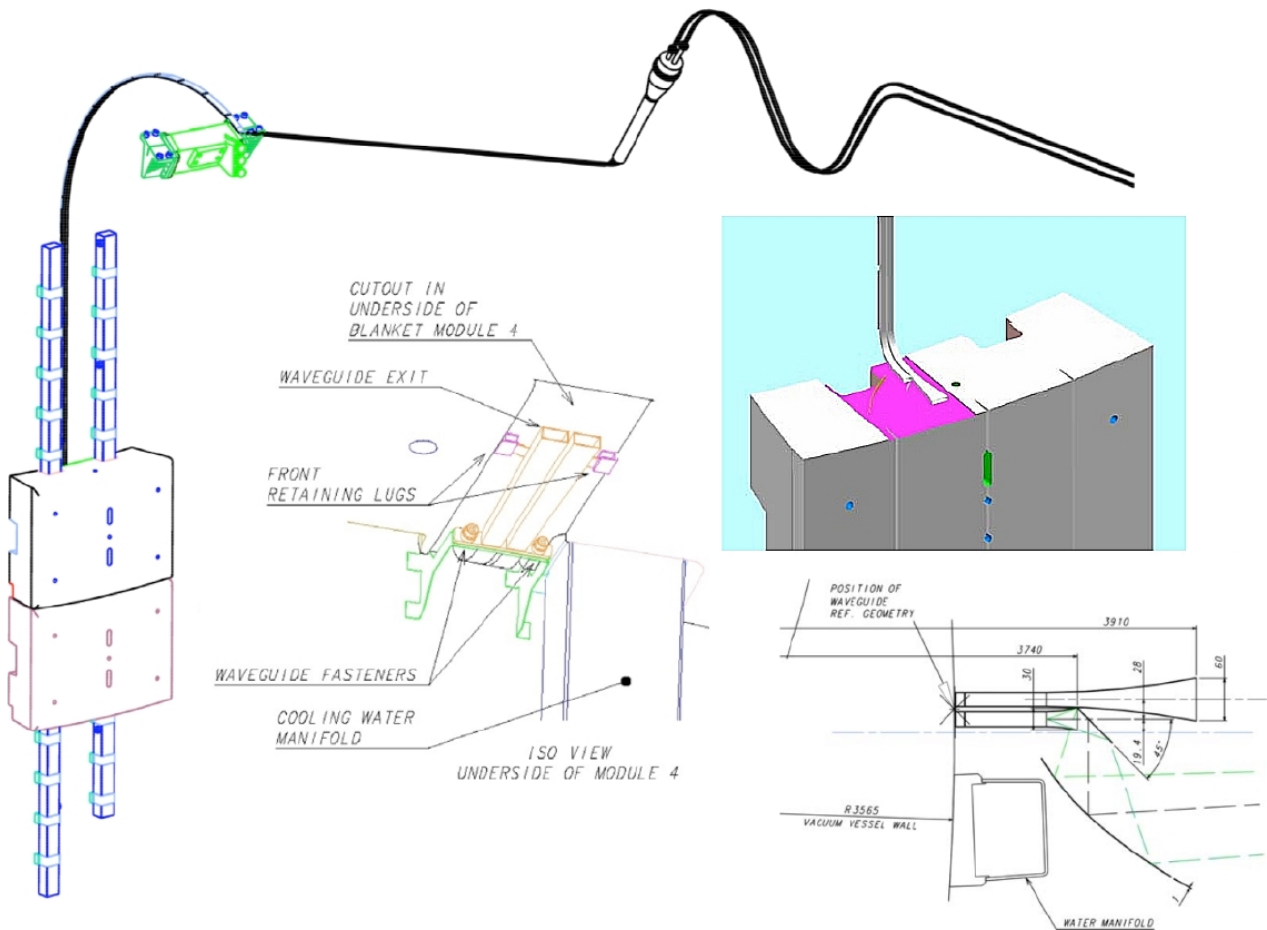 CUTOUT IN
UNDERSIDE OF
BLANKET MODULE 4
WAVEGUIDE EXIT
FRONT
RETAINING LUGS
WAVEGUIDE FASTENERS
COOLING WATER
MANIFOLD
ISO VIEW
UNDERSIDE OF MODULE 4
POSITION OF
WAVEGUIDE
REF. GEOMETRY
3910
3740
30
28
60
19.4
45°
R3565
VACUUM VESSEL WALL
WATER MANIFOLD